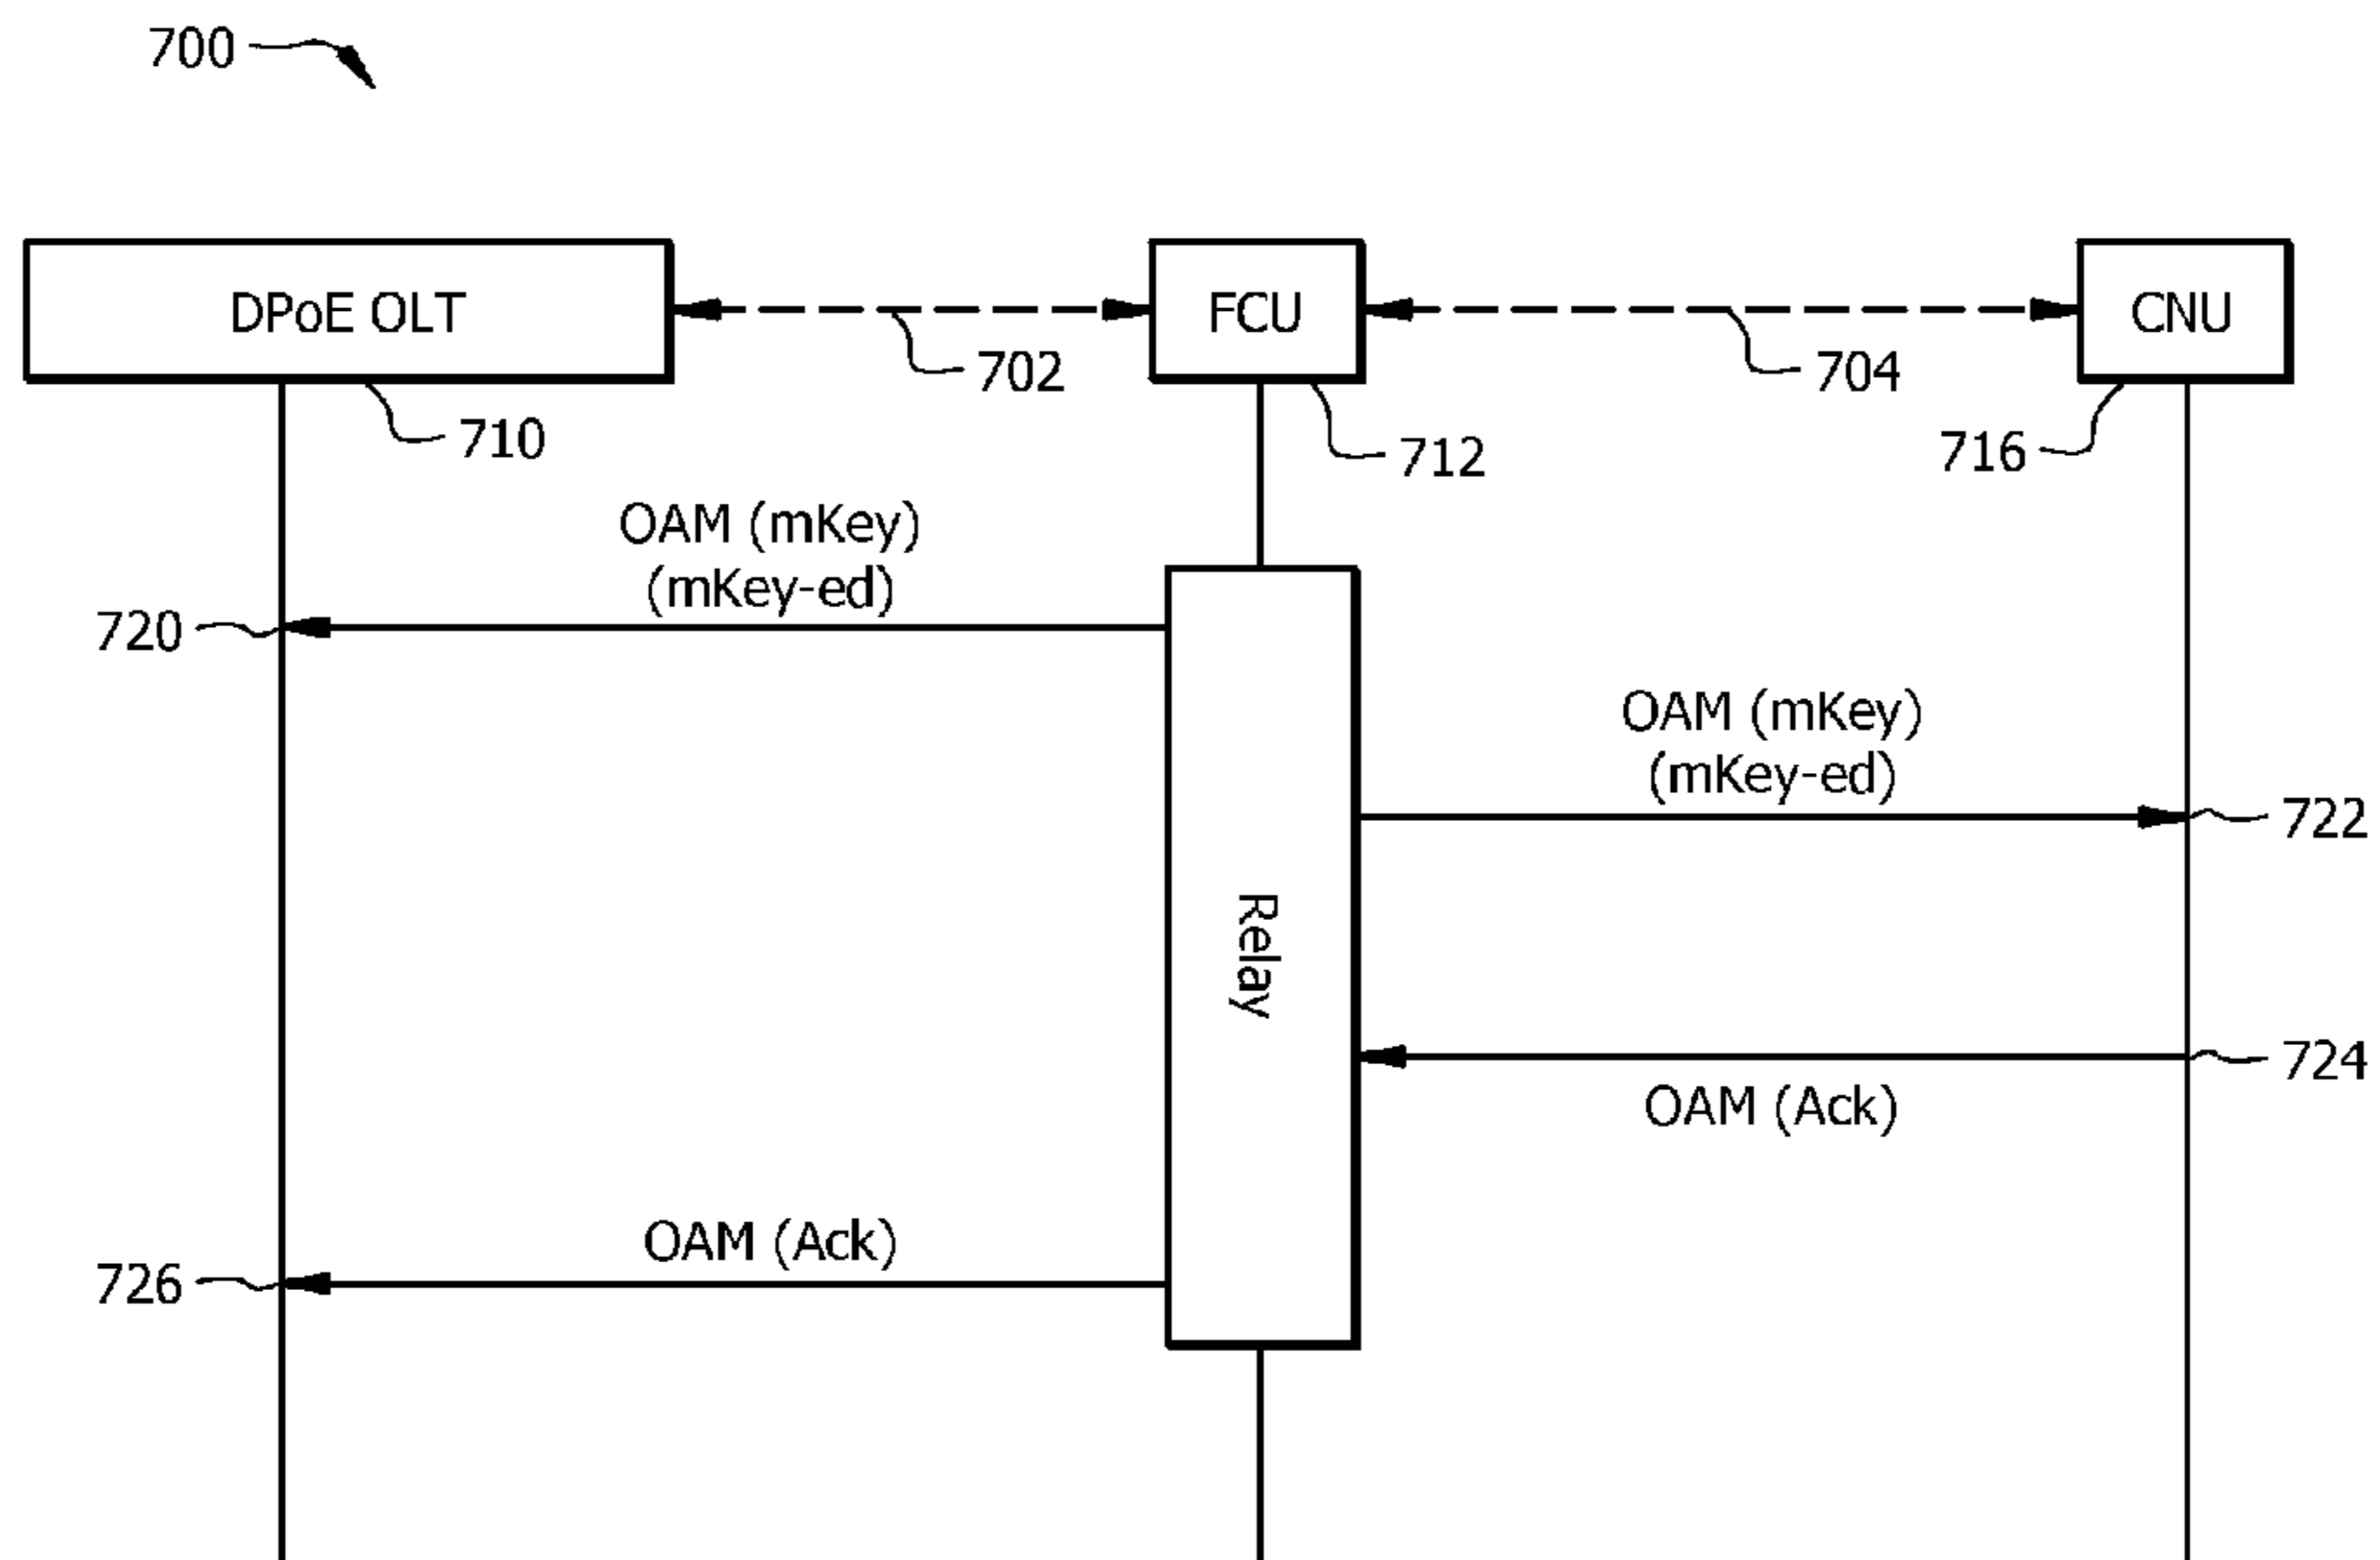 700
DPoE OLT
FCU
CNU
702
704
710
712
716
OAM (mKey)
(mKey-ed)
720
OAM (mKey)
(mKey-ed)
722
Relay
724
OAM (Ack)
OAM (Ack)
726